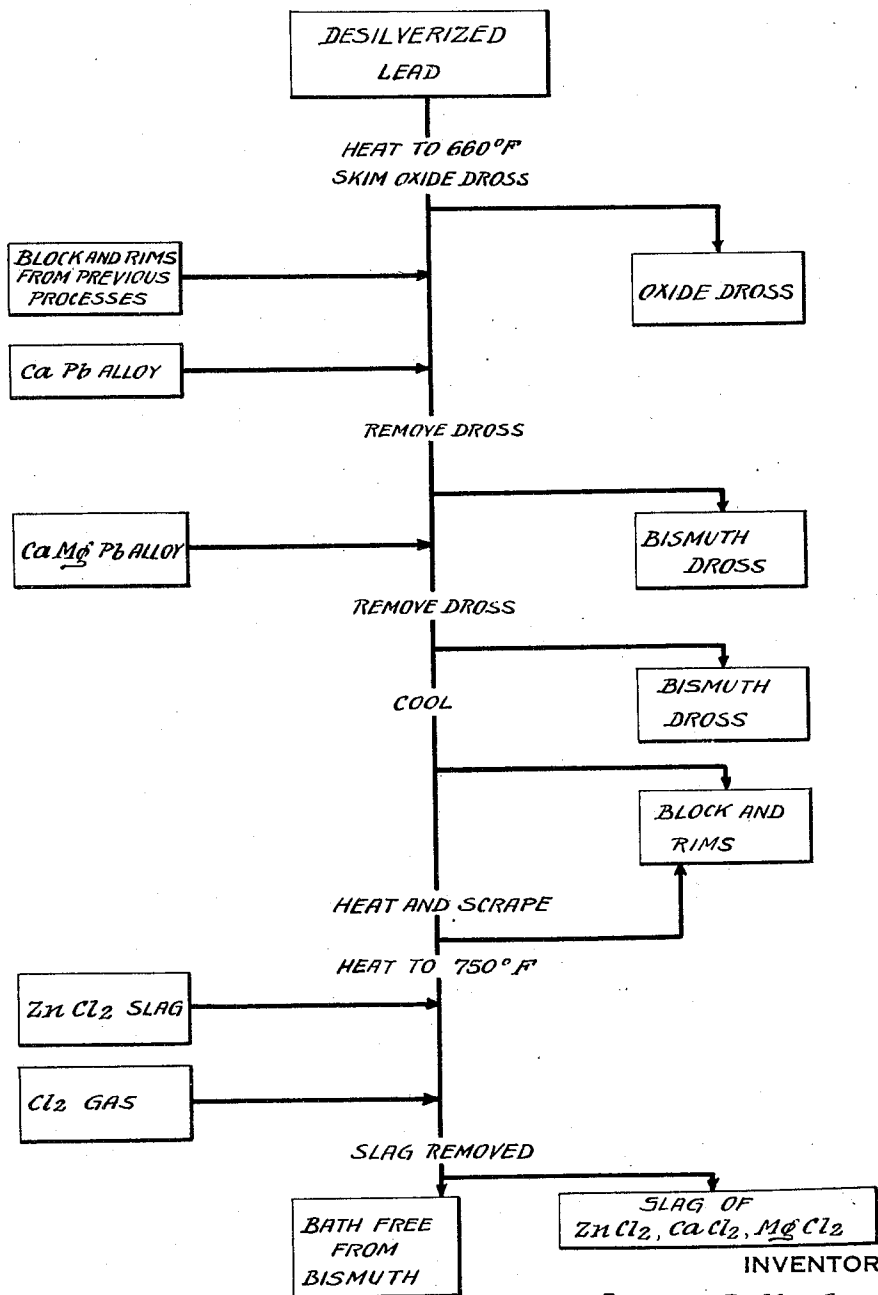 DESILVERIZED
LEAD
HEAT TO 660°F
SKIM OXIDE DROSS
BLOCK AND RIMS
FROM PREVIOUS
PROCESSES
OXIDE DROSS
Ca Pb ALLOY
REMOVE DROSS
Ca Mg Pb ALLOY
BISMUTH
DROSS
REMOVE DROSS
BISMUTH
DROSS
COOL
BLOCK AND
RIMS
HEAT AND SCRAPE
HEAT TO 750°F
Zn Cl2 SLAG
Cl2 GAS
SLAG REMOVED
BATH FREE
FROM
BISMUTH
SLAG OF
Zn Cl2, Ca Cl2, Mg Cl2
INVENTOR